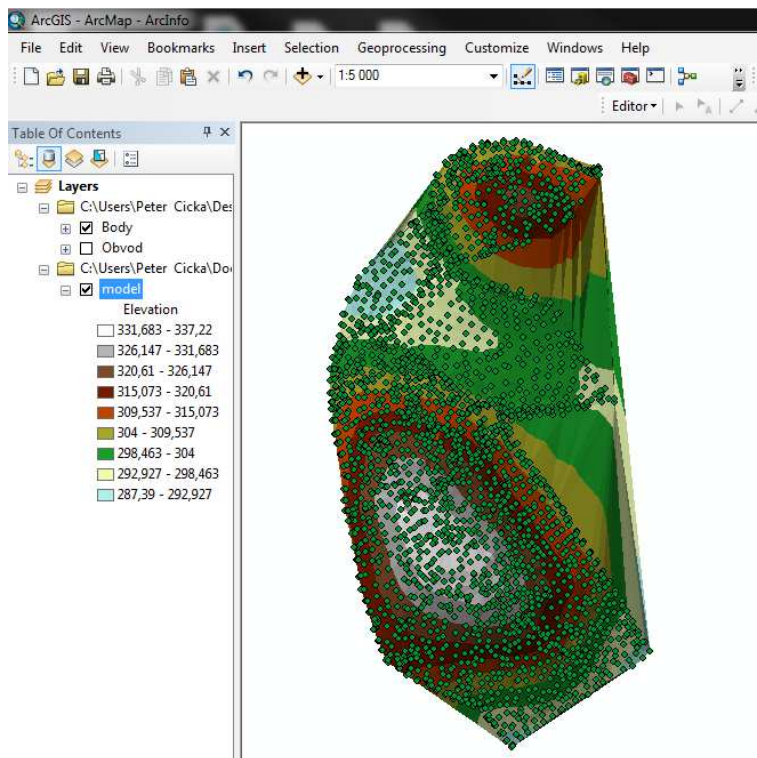 ArcGIS - ArcMap - ArcInfo
File Edit View Bookmarks Insert Selection Geoprocessing Customize Windows Help
1:5 000
Editor
Table Of Contents
Layers
C:\Users\Peter Cicka\Des
Body
Obvod
C:\Users\Peter Cicka\Do
model
Elevation
331,683 - 337,22
326,147 - 331,683
320,61 - 326,147
315,073 - 320,61
309,537 - 315,073
304 - 309,537
298,463 - 304
292,927 - 298,463
287,39 - 292,927